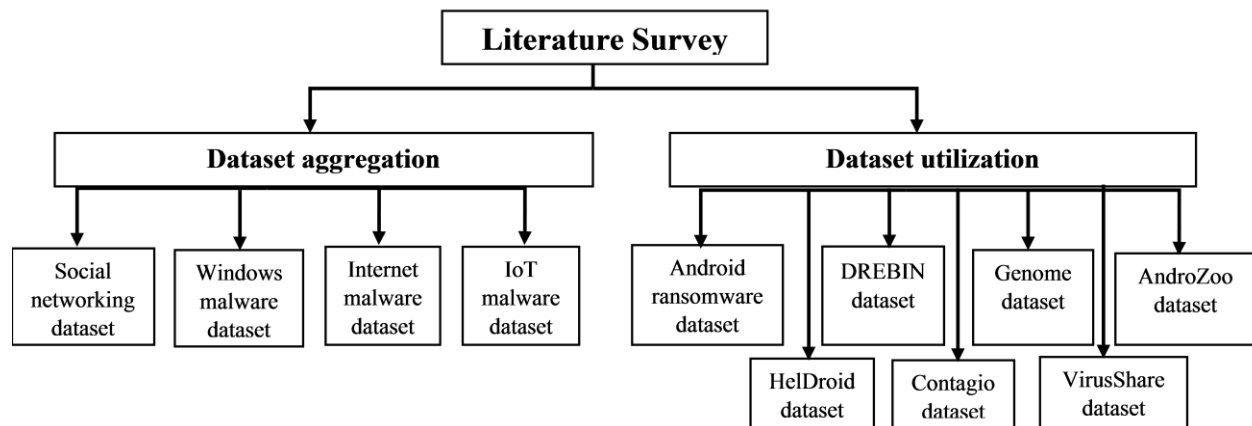 Literature Survey
Dataset aggregation
Dataset utilization
Social
networking
dataset
Windows
malware
dataset
Internet
malware
dataset
IoT
malware
dataset
Android
ransomware
dataset
DREBIN
dataset
Genome
dataset
AndroZoo
dataset
HelDroid
dataset
Contagio
dataset
VirusShare
dataset